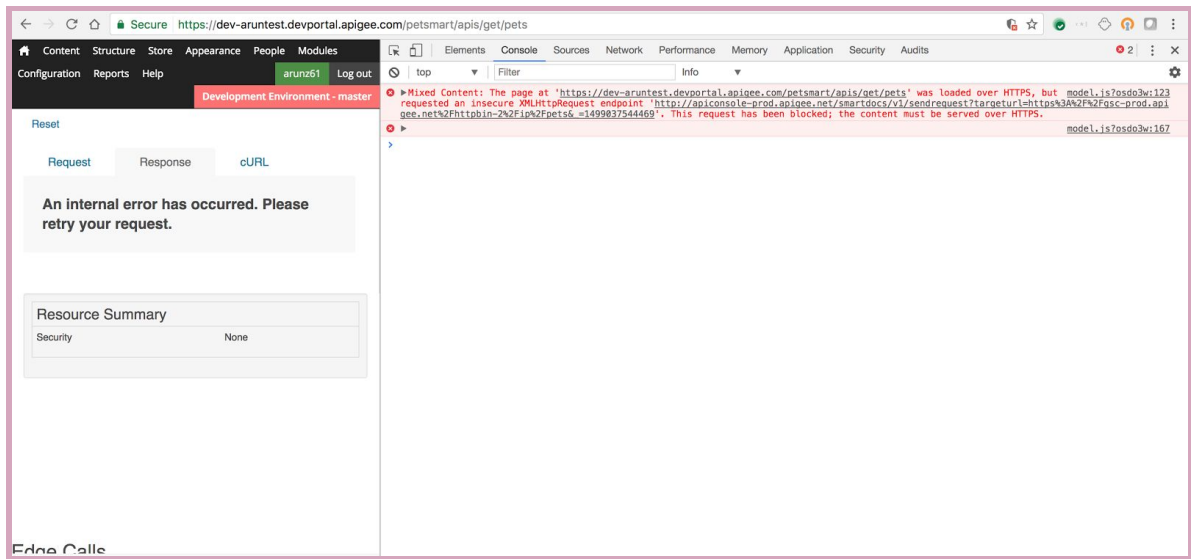 Secure https://dev-aruntest.devportal.apigee.com/petsmart/apis/get/pets
Content Structure Store Appearance People Modules
Configuration Reports Help arunz61 Log out
Development Environment - master
Reset
Request Response cURL
An internal error has occurred. Please
retry your request.
Resource Summary
Security None
Edge Calls
Elements Console Sources Network Performance Memory Application Security Audits 2
top Filter Info
Mixed Content: The page at 'https://dev-aruntest.devportal.apigee.com/petsmart/apis/get/pets' was loaded over HTTPS, but model.js?osdo3w:123
requested an insecure XMLHttpRequest endpoint 'http://apiconsole-prod.apigee.net/smartdocs/v1/sendrequest?targeturl=https%3A%2F%2Fqsc-prod.api
gee.net%2Fhttpbin-2%2Fip%2Fpets&_=1499037544469'. This request has been blocked; the content must be served over HTTPS.
model.js?osdo3w:167